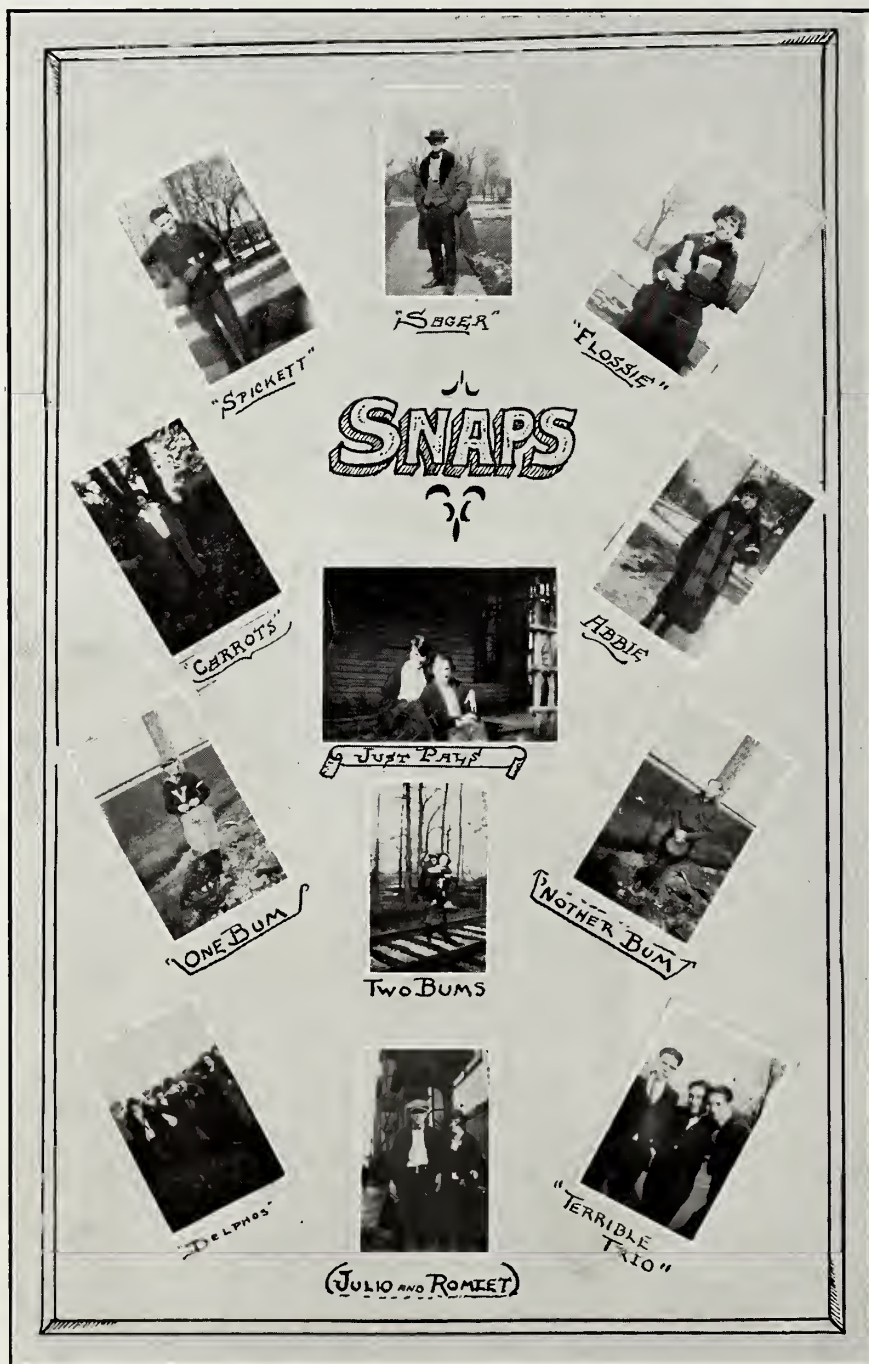 "SAGER"
"SPICKETT"
"FLOSSIE"
SNAPS
"CARROTS"
ABBIE
JUST PALS
"ONE BUM
TWO BUMS
'NOTHER BUM
"DELPHOS"
(JULIO AND ROMIET)
"TERRIBLE
TRIO"